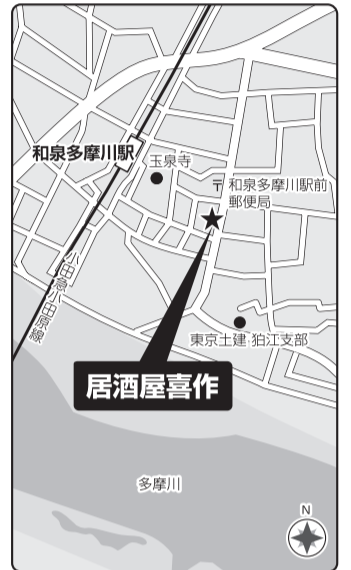 和泉多摩川駅
玉泉寺
〒和泉多摩川駅前
郵便局
小田急小田原線
東京土建 狛江支部
居酒屋喜作
多摩川
N